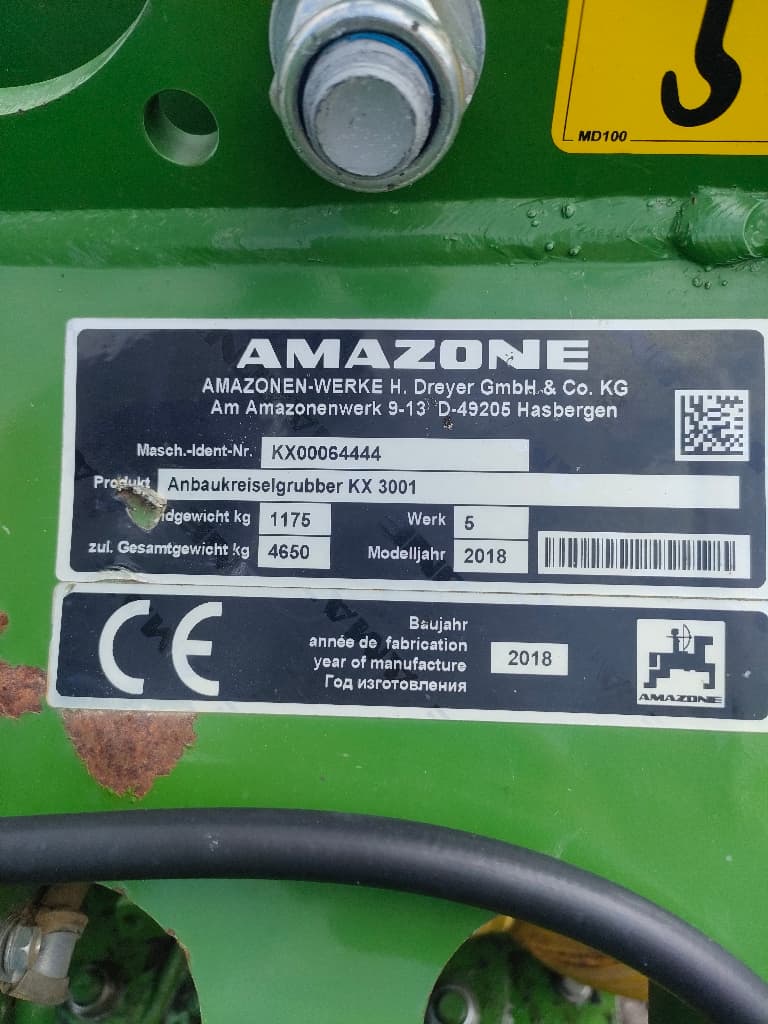 MD100
AMAZONE
AMAZONEN-WERKE H. Dreyer GmbH & Co. KG
Am Amazonenwerk 9-13 D-49205 Hasbergen
Masch.-Ident-Nr. KX00064444
Produkt Anbaukreiselgrubber KX 3001
ndgewicht kg 1175 Werk 5
zul. Gesamtgewicht kg 4650 Modelljahr 2018
CE
Baujahr
année de fabrication
year of manufacture 2018
Год изготовления
AMAZONE